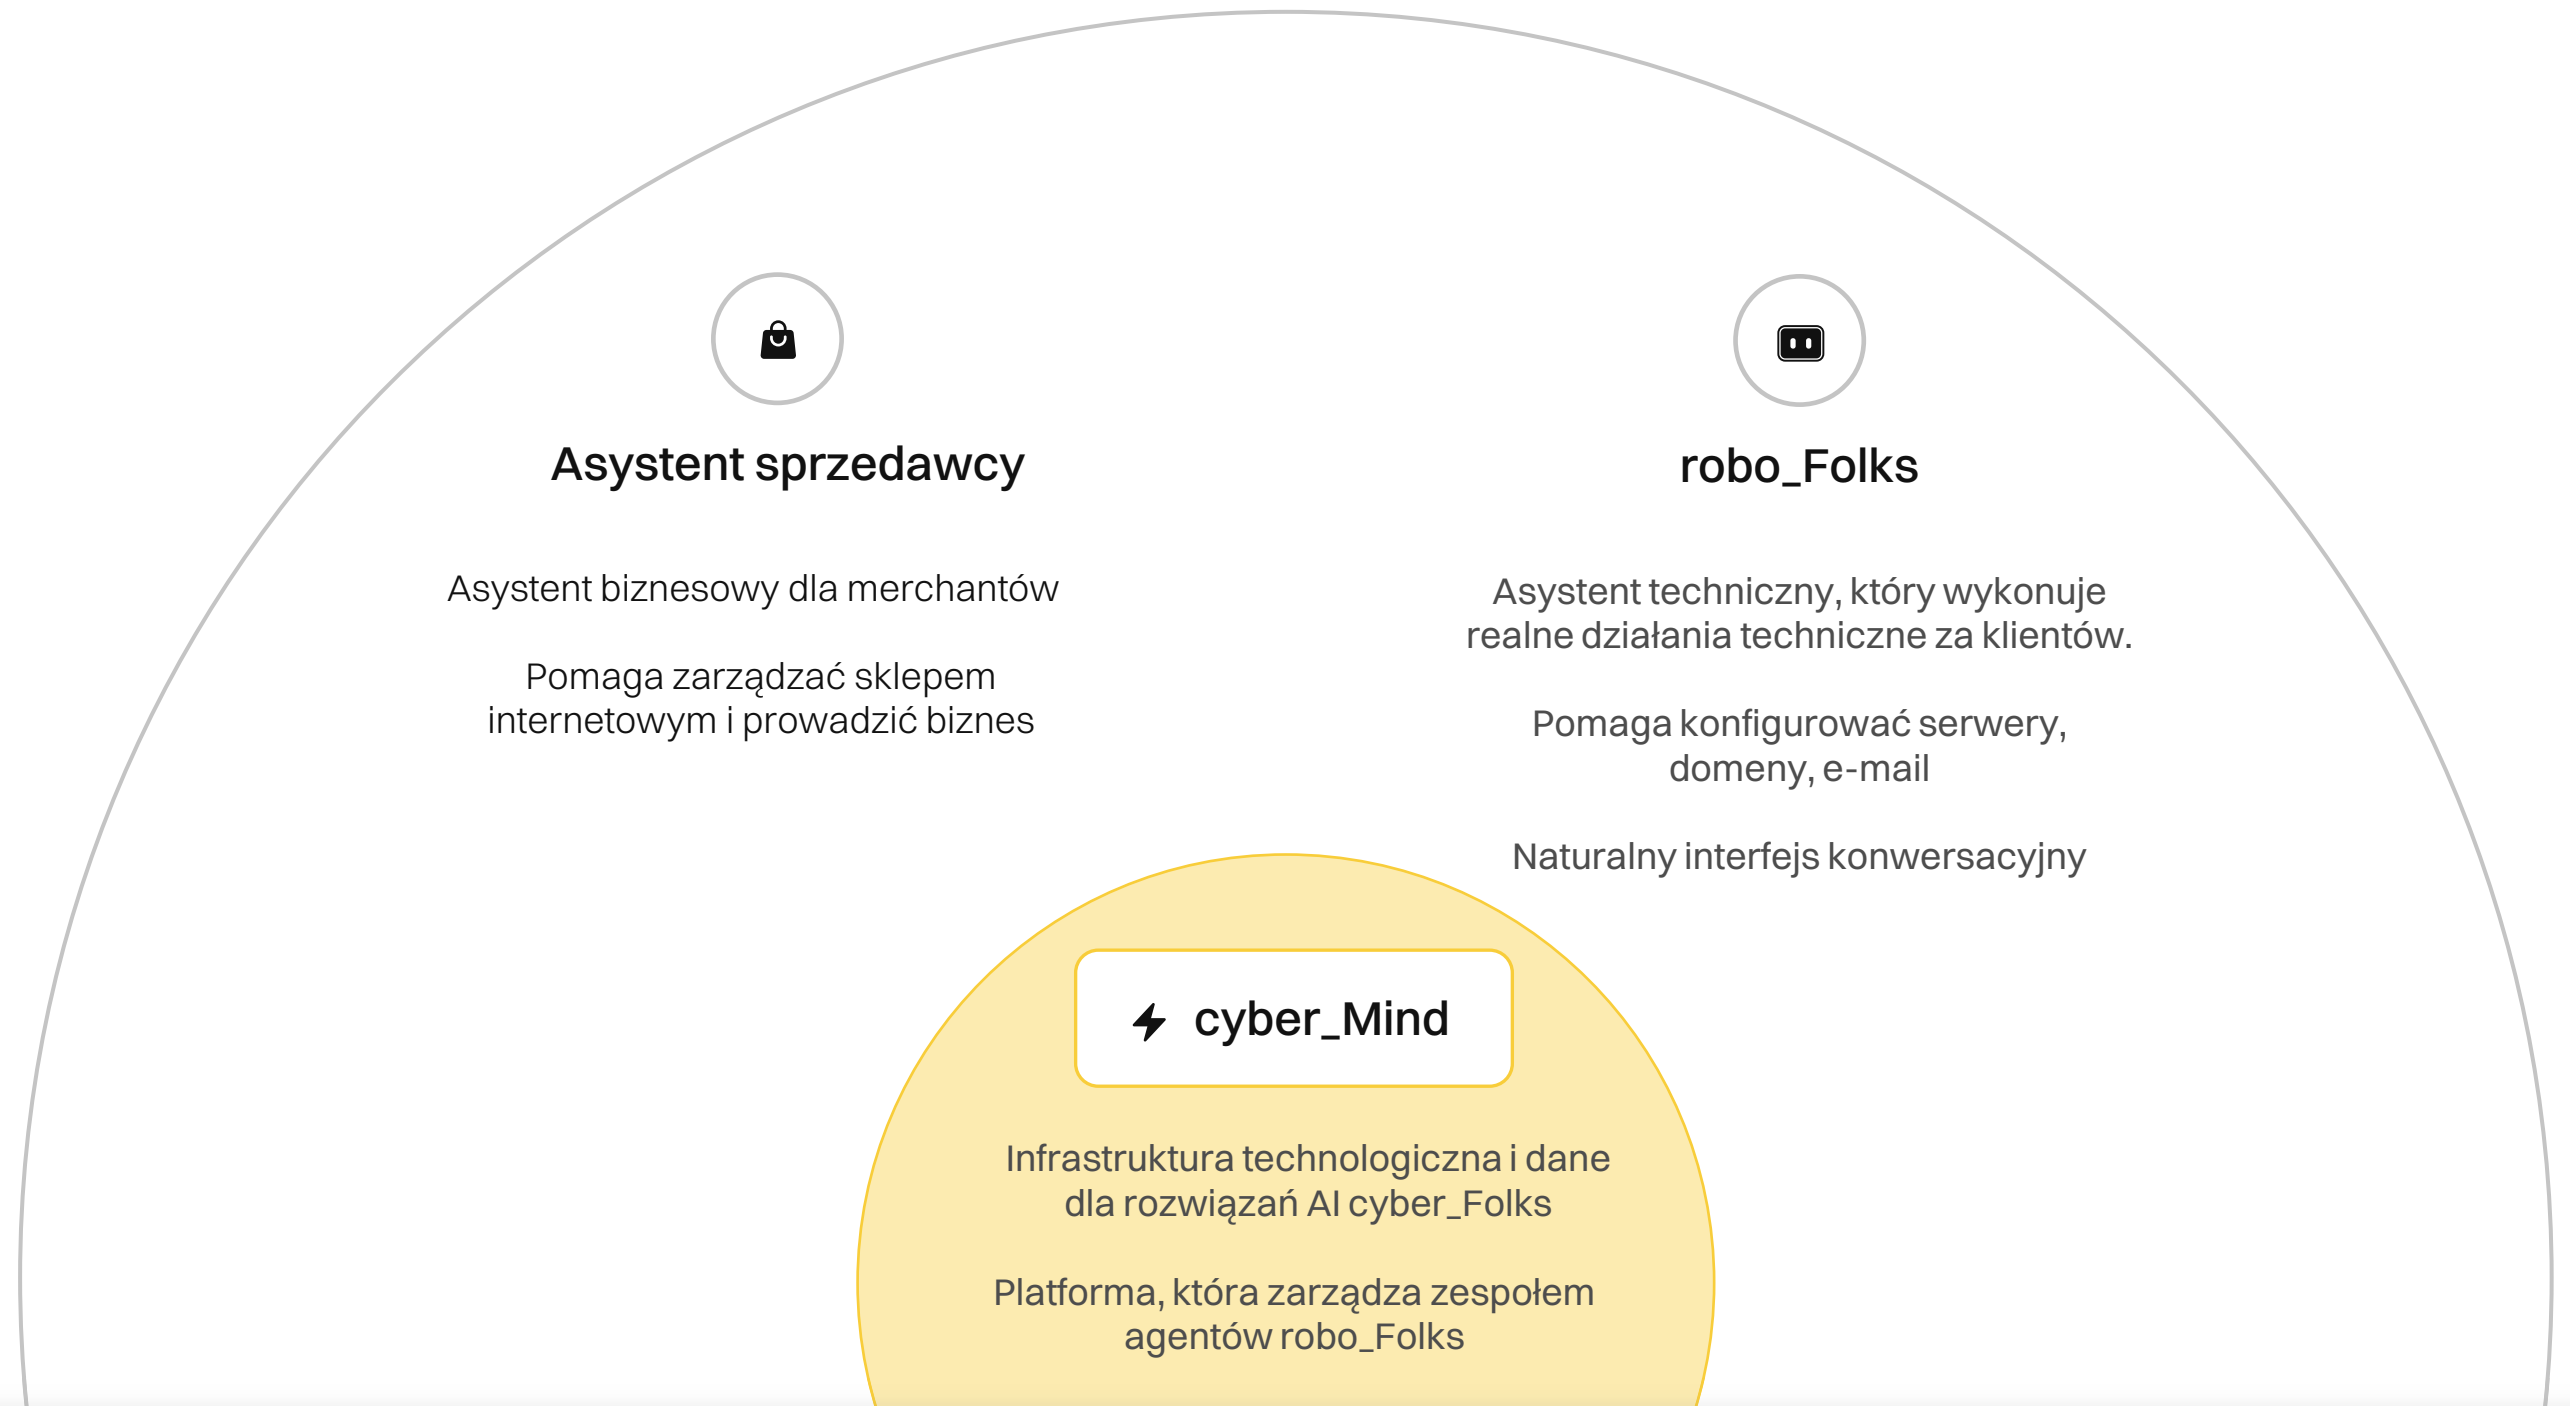 Asystent sprzedawcy
Asystent biznesowy dla merchantów
Pomaga zarządzać sklepem
internetowym i prowadzić biznes
robo_Folks
Asystent techniczny, który wykonuje
realne działania techniczne za klientów.
Pomaga konfigurować serwery,
domeny, e-mail
Naturalny interfejs konwersacyjny
cyber_Mind
Infrastruktura technologiczna i dane
dla rozwiązań AI cyber_Folks
Platforma, która zarządza zespołem
agentów robo_Folks